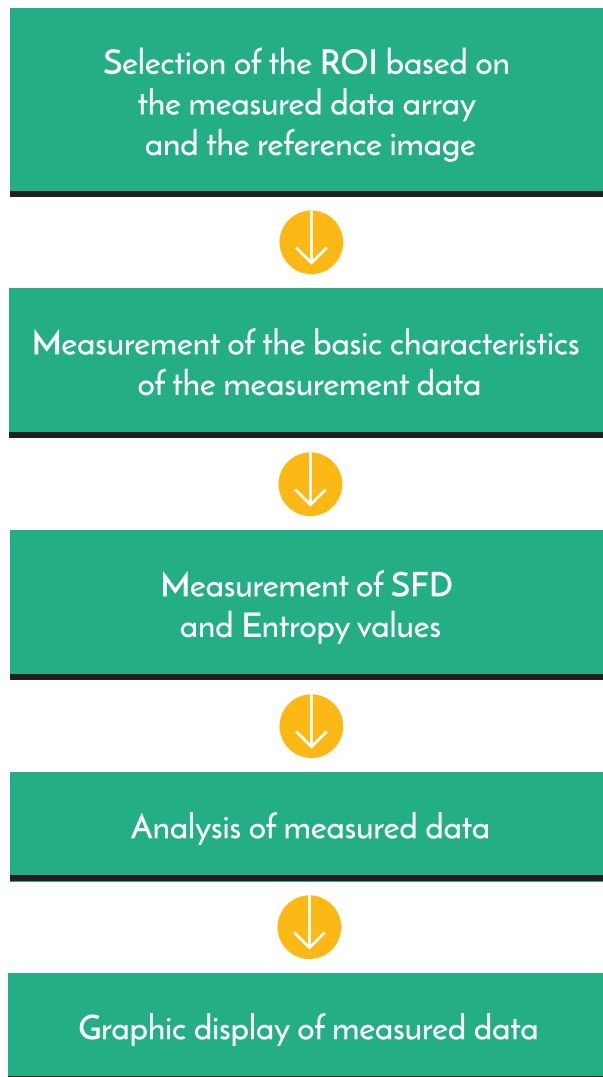 Selection of the ROI based on
the measured data array
and the reference image
Measurement of the basic characteristics
of the measurement data
Measurement of SFD
and Entropy values
Analysis of measured data
Graphic display of measured data